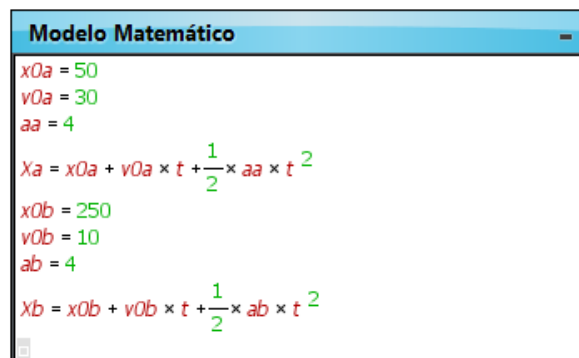 Modelo Matemático
x0a = 50
v0a = 30
aa = 4
Xa = x0a + v0a × t + 1/2 × aa × t ²
x0b = 250
v0b = 10
ab = 4
Xb = x0b + v0b × t + 1/2 × ab × t ²